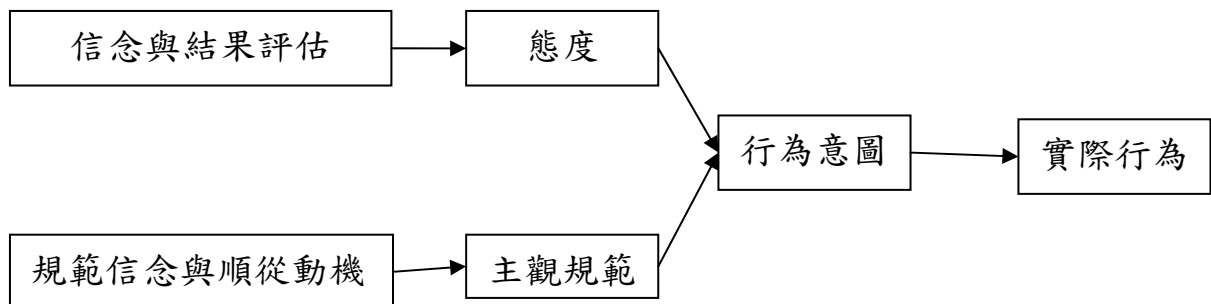 信念與結果評估
態度
行為意圖
實際行為
規範信念與順從動機
主觀規範